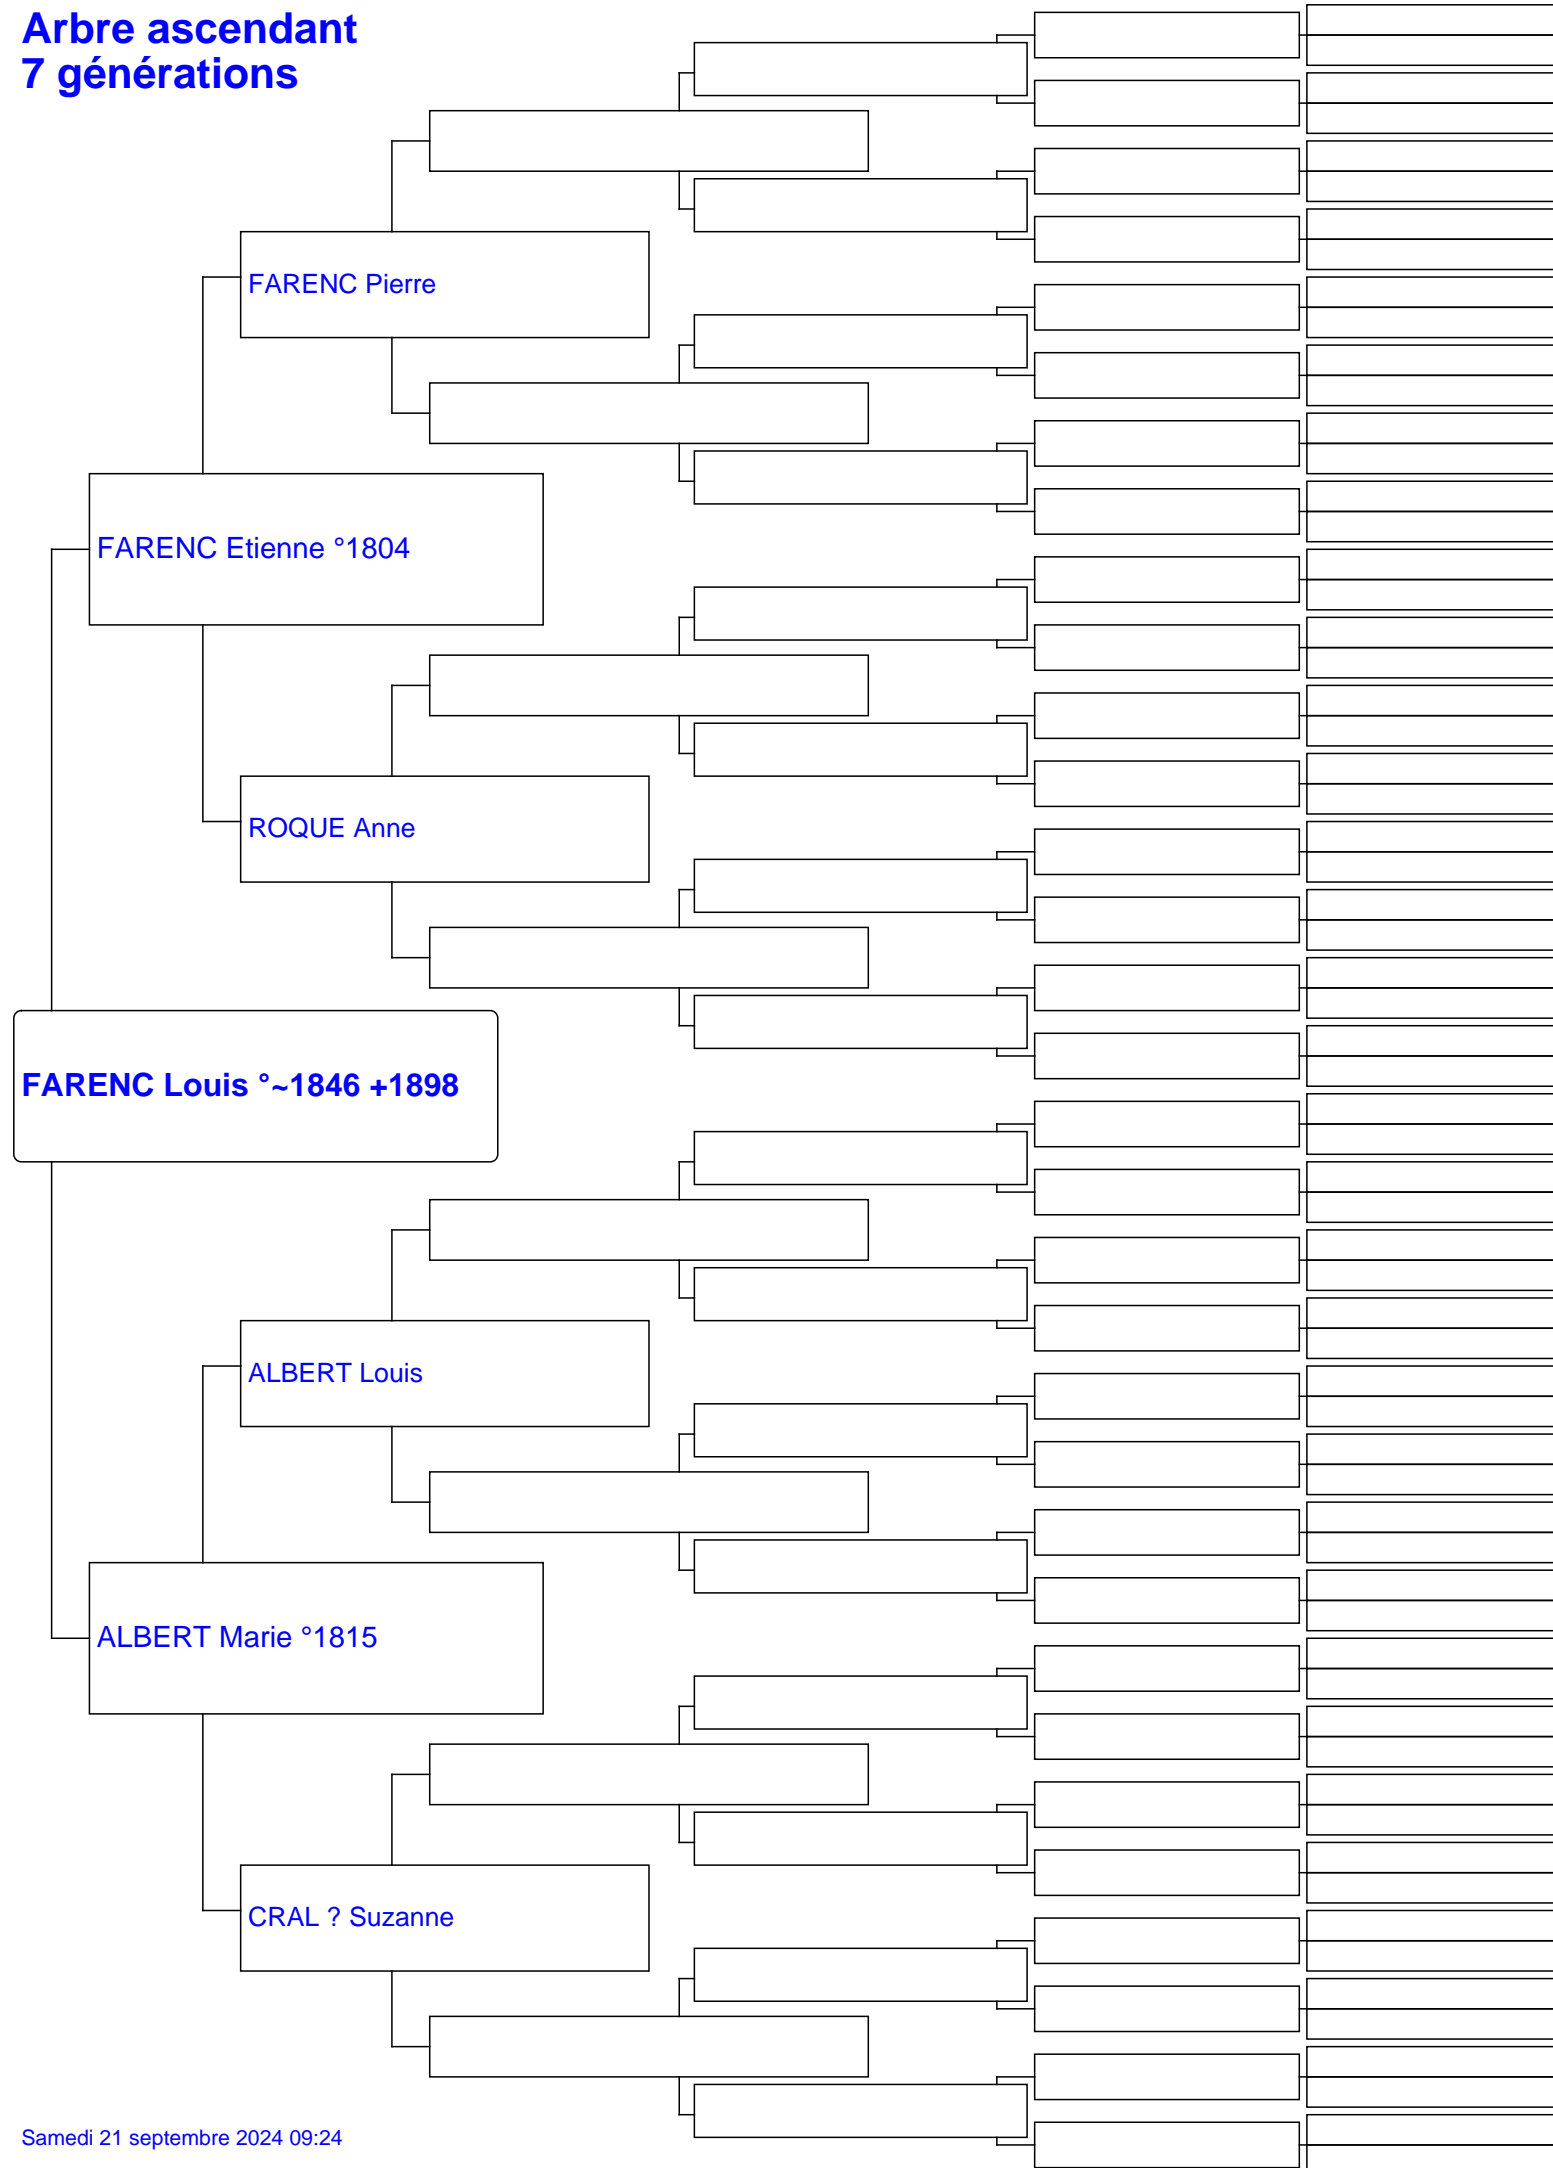 Arbre ascendant
7 générations
FARENC Pierre
FARENC Etienne °1804
ROQUE Anne
FARENC Louis °~1846 +1898
ALBERT Louis
ALBERT Marie °1815
CRAL ? Suzanne
Samedi 21 septembre 2024 09:24